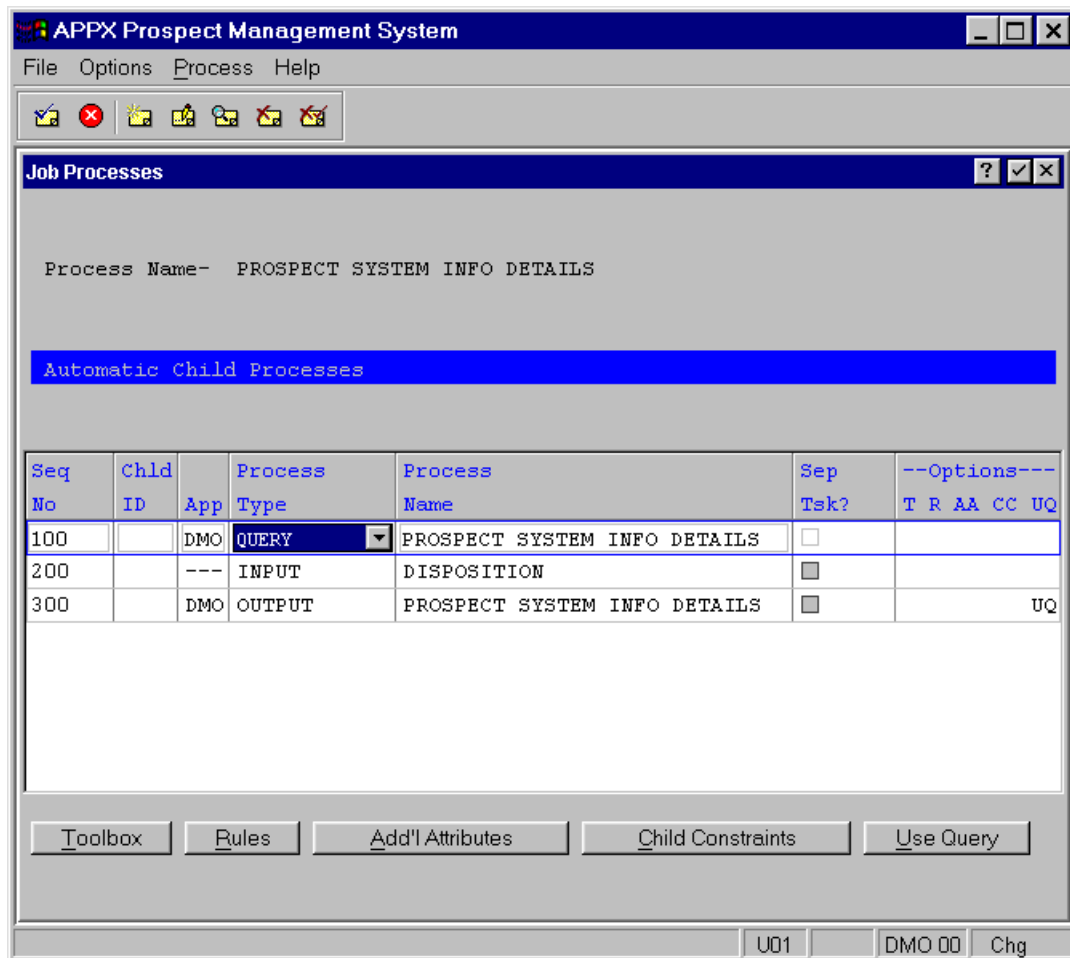 APPX Prospect Management System
File Options Process Help
Job Processes
?
Process Name- PROSPECT SYSTEM INFO DETAILS
Automatic Child Processes
Seq Chld Process Process Sep --Options---
No ID App Type Name Tsk? T R AA CC UQ
100 DMO QUERY PROSPECT SYSTEM INFO DETAILS
200 --- INPUT DISPOSITION
300 DMO OUTPUT PROSPECT SYSTEM INFO DETAILS UQ
Toolbox Rules Add'l Attributes Child Constraints Use Query
U01 DMO 00 Chg